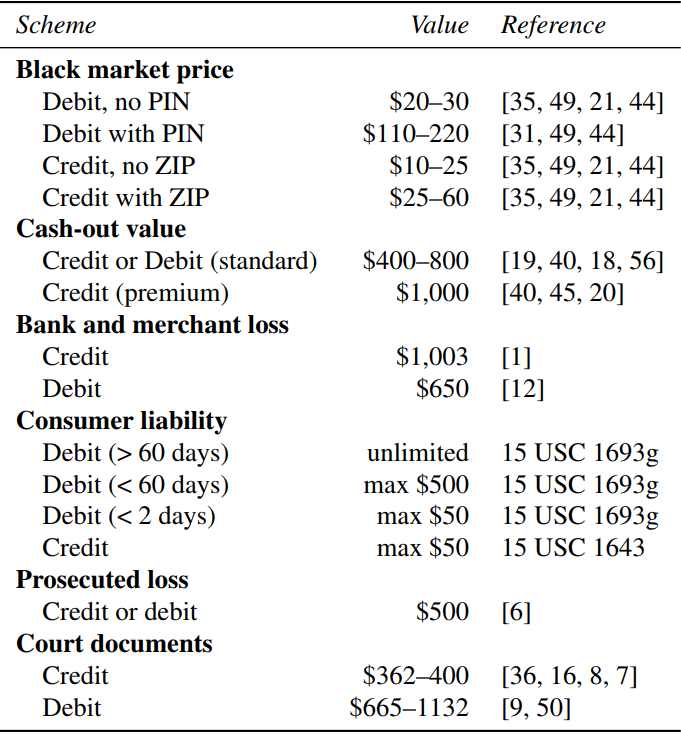 Scheme Value Reference
Black market price
Debit, no PIN $20–30 [35, 49, 21, 44]
Debit with PIN $110–220 [31, 49, 44]
Credit, no ZIP $10–25 [35, 49, 21, 44]
Credit with ZIP $25–60 [35, 49, 21, 44]
Cash-out value
Credit or Debit (standard) $400–800 [19, 40, 18, 56]
Credit (premium) $1,000 [40, 45, 20]
Bank and merchant loss
Credit $1,003 [1]
Debit $650 [12]
Consumer liability
Debit (> 60 days) unlimited 15 USC 1693g
Debit (< 60 days) max $500 15 USC 1693g
Debit (< 2 days) max $50 15 USC 1693g
Credit max $50 15 USC 1643
Prosecuted loss
Credit or debit $500 [6]
Court documents
Credit $362–400 [36, 16, 8, 7]
Debit $665–1132 [9, 50]